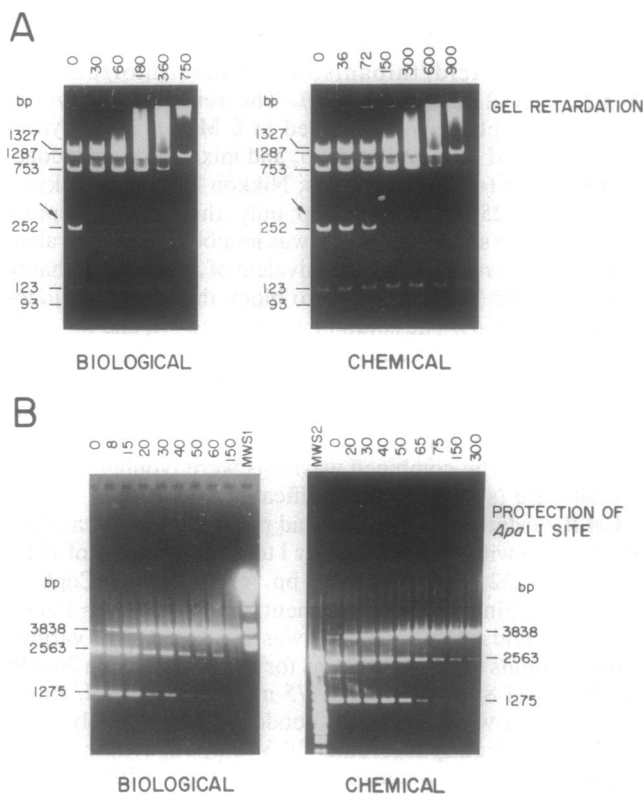 A
0 30 60 180 360 750
0 36 72 150 300 600 900
bp
bp
GEL RETARDATION
1327
1287
753
252
123
93
1327
1287
753
252
123
93
BIOLOGICAL
CHEMICAL
B
0 8 15 20 30 40 50 60 150 MWS1
MWS2 0 20 30 40 50 65 75 150 300
PROTECTION OF
ApaLI SITE
bp
bp
3838
2563
1275
3838
2563
1275
BIOLOGICAL
CHEMICAL